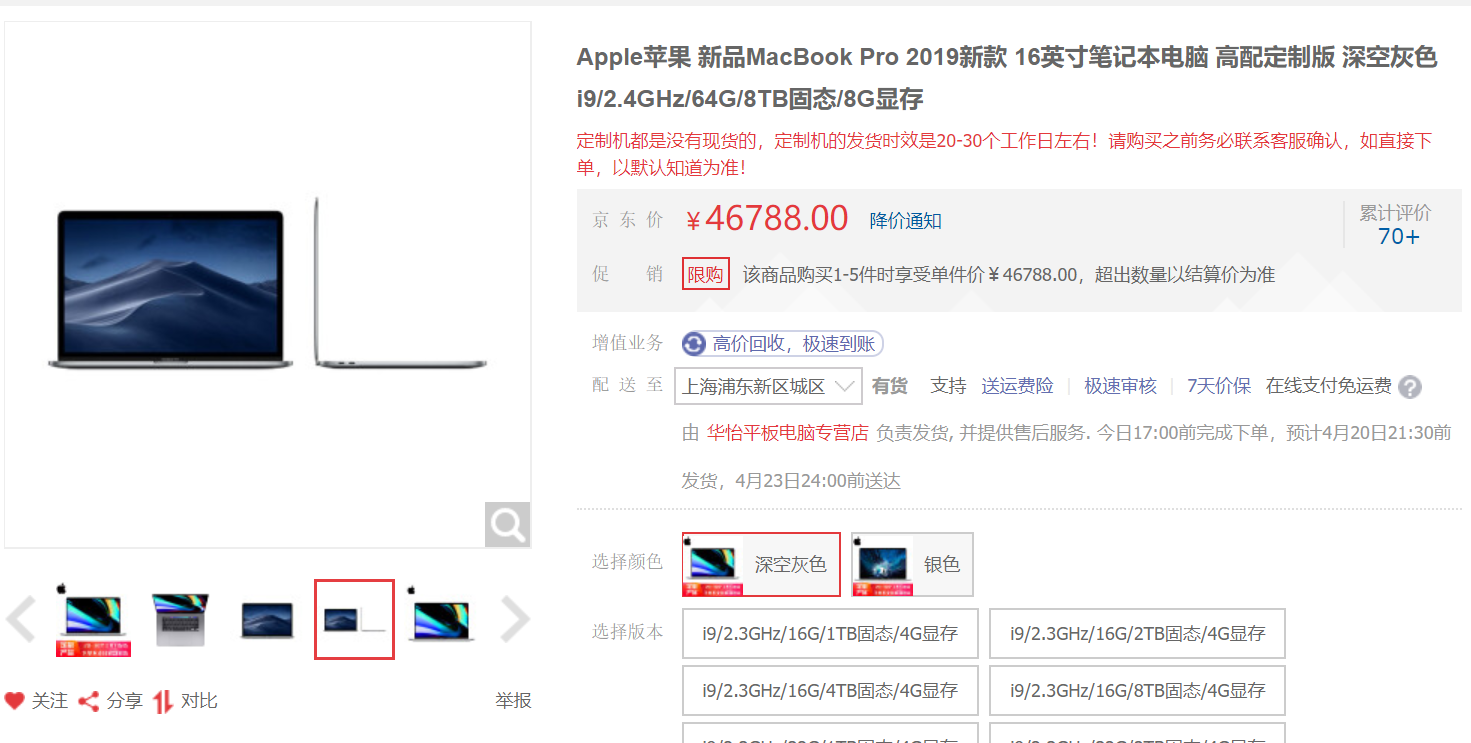 Apple苹果 新品MacBook Pro 2019新款 16英寸笔记本电脑 高配定制版 深空灰色
i9/2.4GHz/64G/8TB固态/8G显存
定制机都是没有现货的，定制机的发货时效是20-30个工作日左右！请购买之前务必联系客服确认，如直接下
单，以默认知道为准！
京东价 ￥46788.00 降价通知
累计评价
70+
促销 限购 该商品购买1-5件时享受单件价￥46788.00，超出数量以结算价为准
增值业务 高价回收，极速到账
配送至 上海浦东新区城区 有货 支持 送运费险 极速审核 7天价保 在线支付免运费 ?
由 华怡平板电脑专营店 负责发货, 并提供售后服务. 今日17:00前完成下单，预计4月20日21:30前
发货，4月23日24:00前送达
选择颜色 深空灰色 银色
选择版本 i9/2.3GHz/16G/1TB固态/4G显存 i9/2.3GHz/16G/2TB固态/4G显存
i9/2.3GHz/16G/4TB固态/4G显存 i9/2.3GHz/16G/8TB固态/4G显存
关注 分享 对比 举报